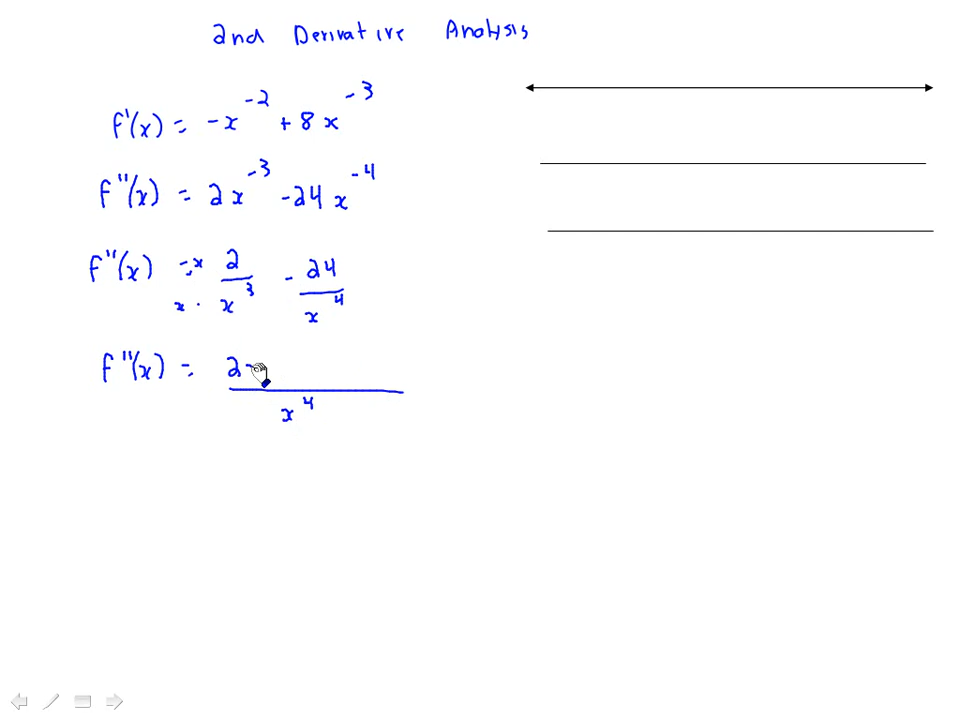 2nd Derivative Analysis
f'(x) = -x^-2 + 8x^-3
f''(x) = 2x^-3 - 24x^-4
f''(x) = x · 2 / x · x^3 - 24 / x^4
f''(x) = 2 / x^4